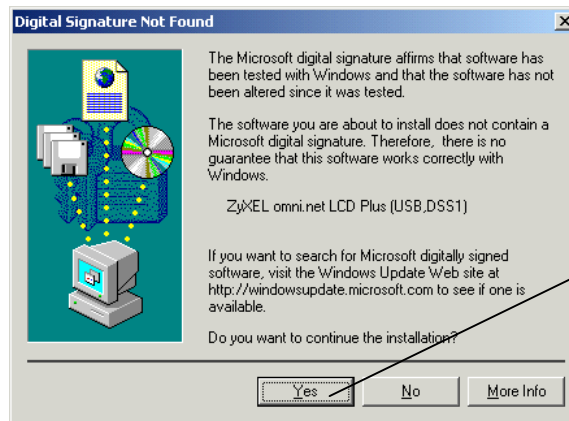 Digital Signature Not Found
The Microsoft digital signature affirms that software has
been tested with Windows and that the software has not
been altered since it was tested.
The software you are about to install does not contain a
Microsoft digital signature. Therefore, there is no
guarantee that this software works correctly with
Windows.
ZyXEL omni.net LCD Plus (USB,DSS1)
If you want to search for Microsoft digitally signed
software, visit the Windows Update Web site at
http://windowsupdate.microsoft.com to see if one is
available.
Do you want to continue the installation?
Yes No More Info